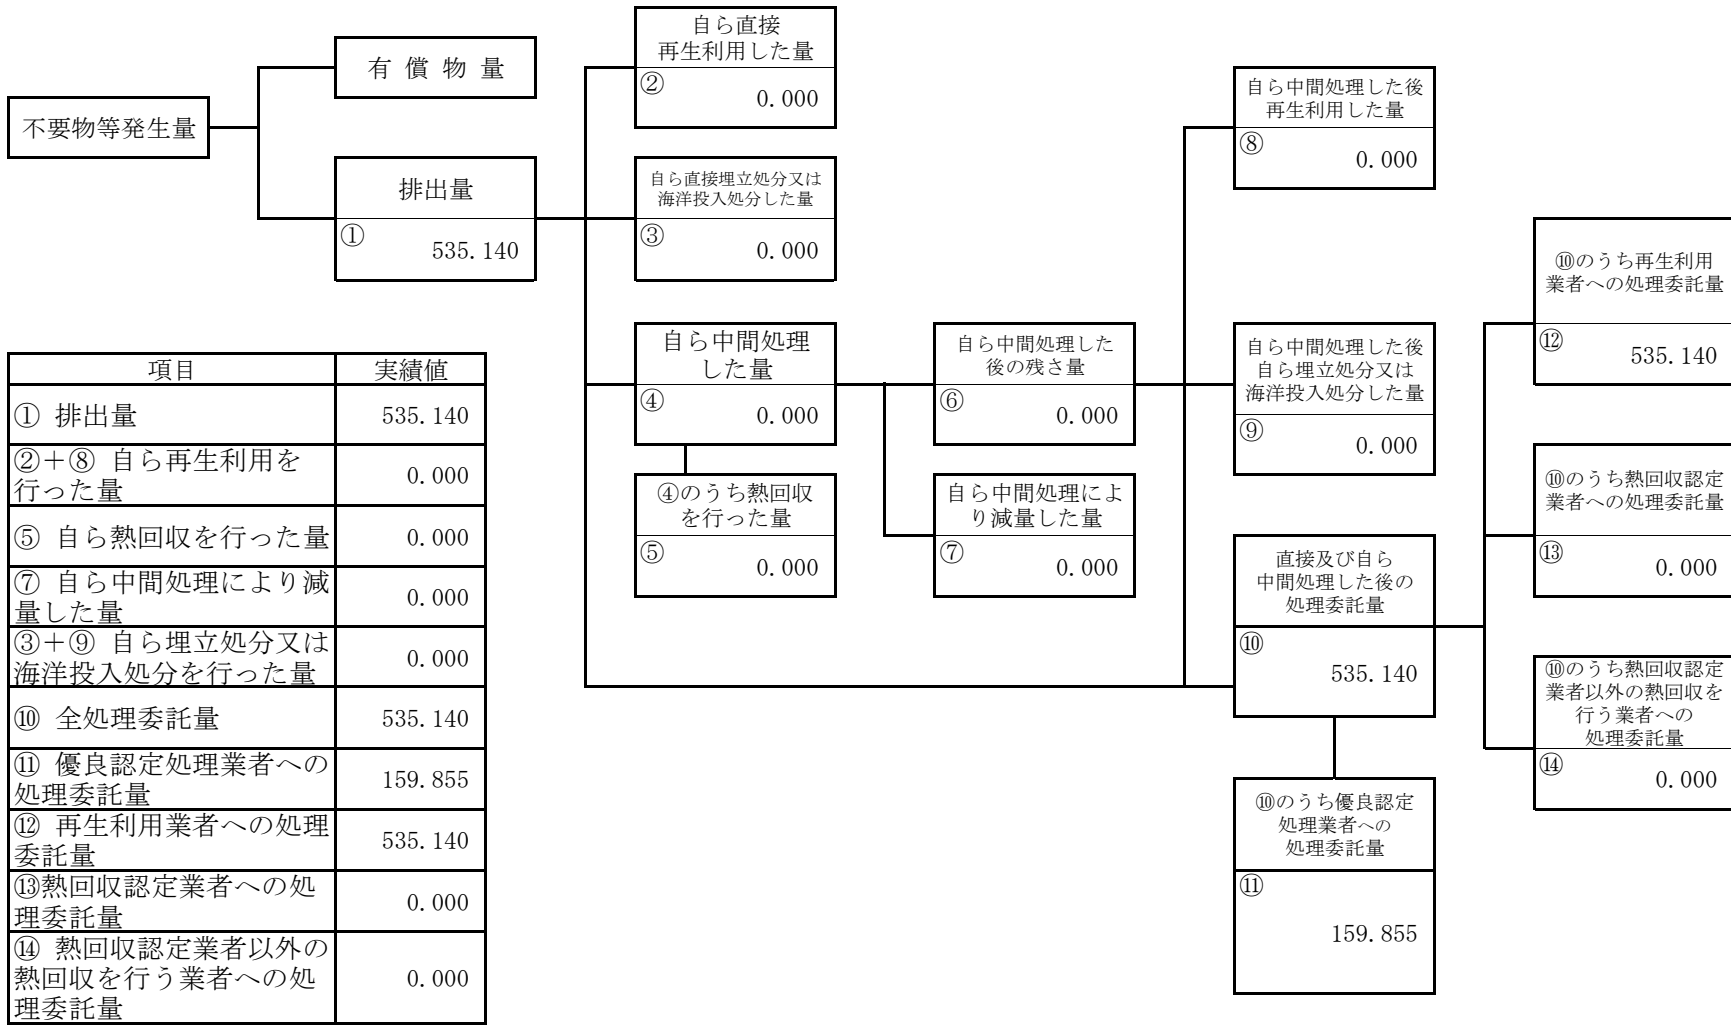 不要物等発生量
有 償 物 量
排出量
①
535.140
自ら直接
再生利用した量
②
0.000
自ら直接埋立処分又は
海洋投入処分した量
③
0.000
自ら中間処理
した量
④
0.000
④のうち熱回収
を行った量
⑤
0.000
自ら中間処理した
後の残さ量
⑥
0.000
自ら中間処理によ
り減量した量
⑦
0.000
自ら中間処理した後
再生利用した量
⑧
0.000
自ら中間処理した後
自ら埋立処分又は
海洋投入処分した量
⑨
0.000
直接及び自ら
中間処理した後の
処理委託量
⑩
535.140
⑩のうち優良認定
処理業者への
処理委託量
⑪
159.855
⑩のうち再生利用
業者への処理委託量
⑫
535.140
⑩のうち熱回収認定
業者への処理委託量
⑬
0.000
⑩のうち熱回収認定
業者以外の熱回収を
行う業者への
処理委託量
⑭
0.000
項目 実績値
① 排出量 535.140
②＋⑧ 自ら再生利用を
行った量 0.000
⑤ 自ら熱回収を行った量 0.000
⑦ 自ら中間処理により減
量した量 0.000
③＋⑨ 自ら埋立処分又は
海洋投入処分を行った量 0.000
⑩ 全処理委託量 535.140
⑪ 優良認定処理業者への
処理委託量 159.855
⑫ 再生利用業者への処理
委託量 535.140
⑬熱回収認定業者への処
理委託量 0.000
⑭ 熱回収認定業者以外の
熱回収を行う業者への処
理委託量 0.000